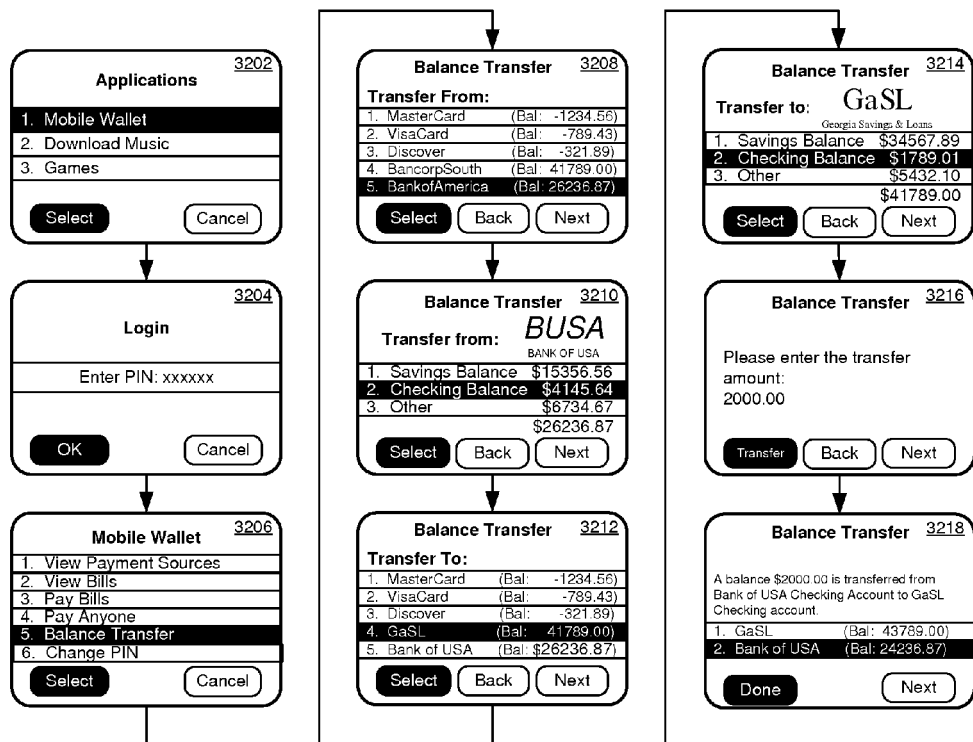 3202
Applications
1. Mobile Wallet
2. Download Music
3. Games
Select Cancel
3204
Login
Enter PIN: xxxxxx
OK Cancel
3206
Mobile Wallet
1. View Payment Sources
2. View Bills
3. Pay Bills
4. Pay Anyone
5. Balance Transfer
6. Change PIN
Select Cancel
3208
Balance Transfer
Transfer From:
1. MasterCard (Bal: -1234.56)
2. VisaCard (Bal: -789.43)
3. Discover (Bal: -321.89)
4. BancorpSouth (Bal: 41789.00)
5. BankofAmerica (Bal: 26236.87)
Select Back Next
3210
Balance Transfer
Transfer from: BUSA
BANK OF USA
1. Savings Balance $15356.56
2. Checking Balance $4145.64
3. Other $6734.67
$26236.87
Select Back Next
3212
Balance Transfer
Transfer To:
1. MasterCard (Bal: -1234.56)
2. VisaCard (Bal: -789.43)
3. Discover (Bal: -321.89)
4. GaSL (Bal: 41789.00)
5. Bank of USA (Bal: $26236.87)
Select Back Next
3214
Balance Transfer
Transfer to: GaSL
Georgia Savings & Loans
1. Savings Balance $34567.89
2. Checking Balance $1789.01
3. Other $5432.10
$41789.00
Select Back Next
3216
Balance Transfer
Please enter the transfer
amount:
2000.00
Transfer Back Next
3218
Balance Transfer
A balance $2000.00 is transferred from
Bank of USA Checking Account to GaSL
Checking account.
1. GaSL (Bal: 43789.00)
2. Bank of USA (Bal: 24236.87)
Done Next